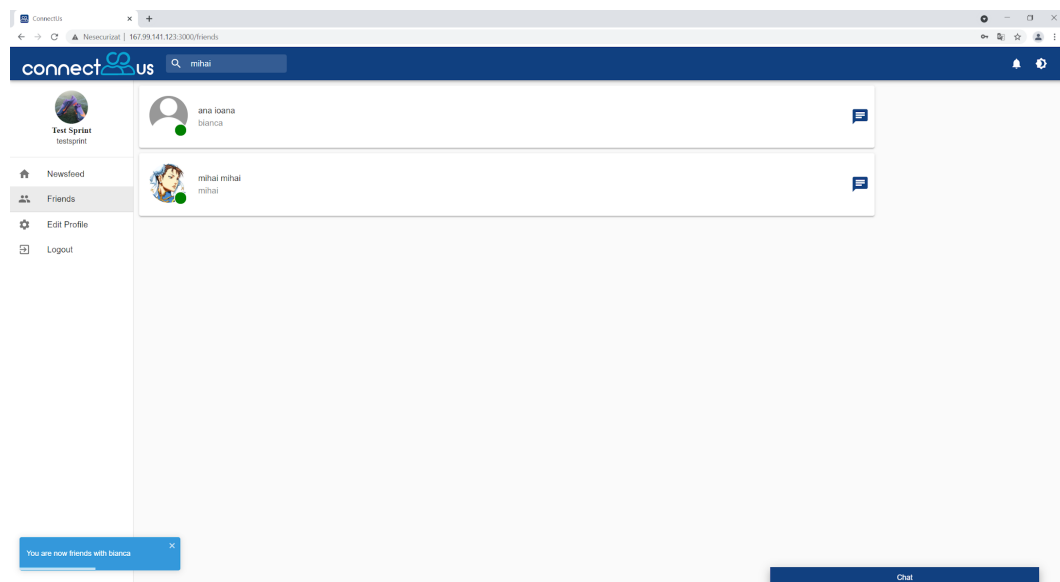 ConnectUs
Nesecurizat | 167.99.141.123:3000/friends
connect us
mihai
Test Sprint
testsprint
Newsfeed
Friends
Edit Profile
Logout
ana ioana
bianca
mihai mihai
mihai
You are now friends with bianca
Chat